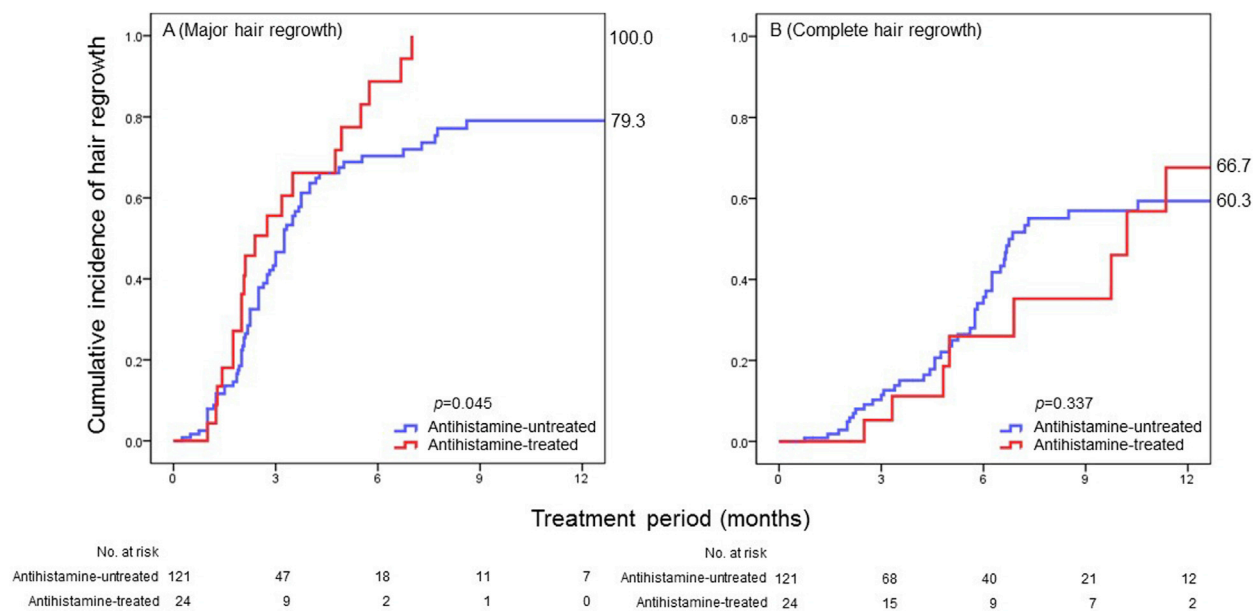 A (Major hair regrowth)
100.0
79.3
1.0
0.8
0.6
0.4
0.2
0.0
Cumulative incidence of hair regrowth
p=0.045
Antihistamine-untreated
Antihistamine-treated
0 3 6 9 12
B (Complete hair regrowth)
66.7
60.3
1.0
0.8
0.6
0.4
0.2
0.0
p=0.337
Antihistamine-untreated
Antihistamine-treated
0 3 6 9 12
Treatment period (months)
No. at risk
Antihistamine-untreated 121 47 18 11 7
Antihistamine-treated 24 9 2 1 0
No. at risk
Antihistamine-untreated 121 68 40 21 12
Antihistamine-treated 24 15 9 7 2